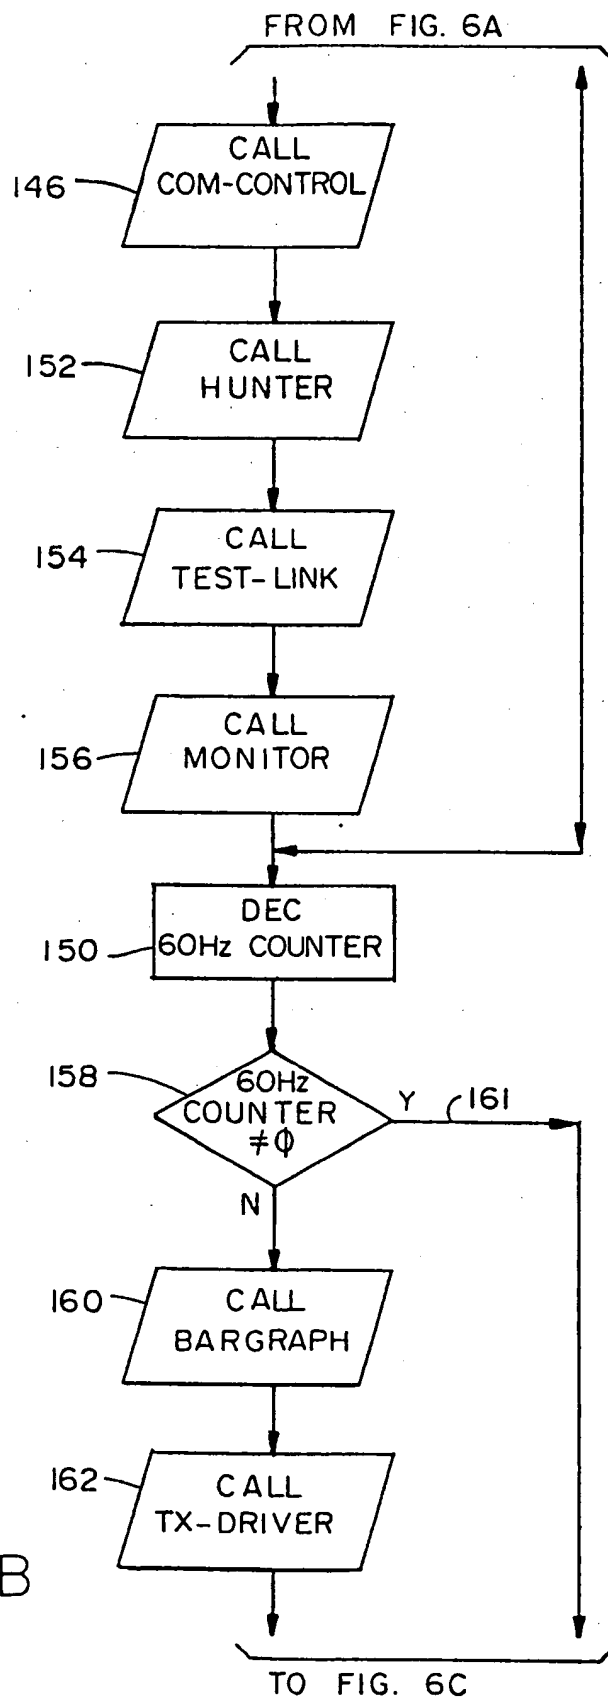 FROM FIG. 6A
CALL
COM-CONTROL
146
CALL
HUNTER
152
CALL
TEST-LINK
154
CALL
MONITOR
156
DEC
60Hz COUNTER
150
60Hz
COUNTER
≠ϕ
158
Y
161
N
CALL
BARGRAPH
160
CALL
TX-DRIVER
162
B
TO FIG. 6C